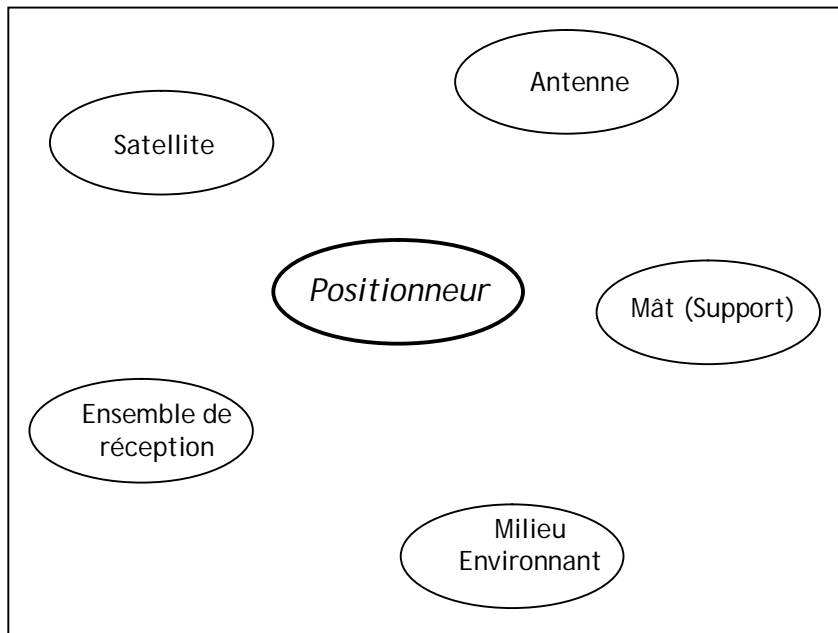 Antenne
Satellite
Positionneur
Mât (Support)
Ensemble de
réception
Milieu
Environnant